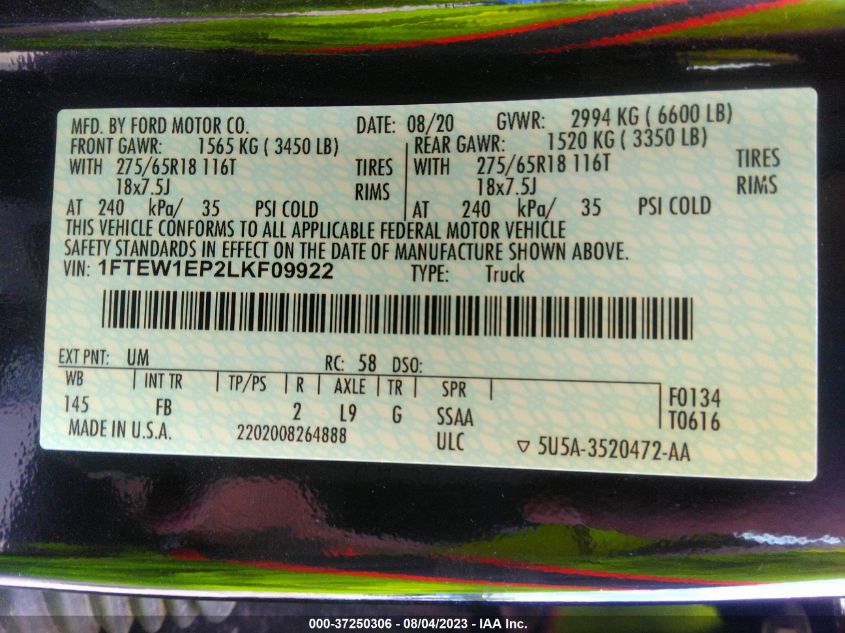 MFD. BY FORD MOTOR CO. DATE: 08/20 GVWR: 2994 KG ( 6600 LB)
FRONT GAWR: 1565 KG ( 3450 LB) REAR GAWR: 1520 KG ( 3350 LB)
WITH 275/65R18 116T TIRES WITH 275/65R18 116T TIRES
18x7.5J RIMS 18x7.5J RIMS
AT 240 kPa/ 35 PSI COLD AT 240 kPa/ 35 PSI COLD
THIS VEHICLE CONFORMS TO ALL APPLICABLE FEDERAL MOTOR VEHICLE
SAFETY STANDARDS IN EFFECT ON THE DATE OF MANUFACTURE SHOWN ABOVE.
VIN: 1FTEW1EP2LKF09922 TYPE: Truck
EXT PNT: UM RC: 58 DSO:
WB INT TR TP/PS R AXLE TR SPR F0134
145 FB 2 L9 G SSAA T0616
MADE IN U.S.A. 2202008264888 ULC ▽ 5U5A-3520472-AA
000-37250306 - 08/04/2023 - IAA Inc.